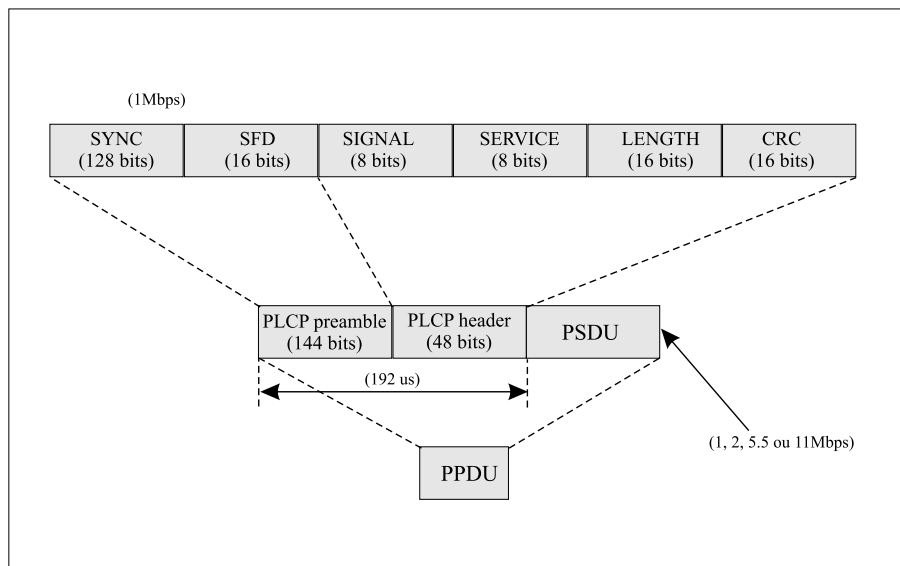 (1Mbps)
SYNC
(128 bits)
SFD
(16 bits)
SIGNAL
(8 bits)
SERVICE
(8 bits)
LENGTH
(16 bits)
CRC
(16 bits)
PLCP preamble
(144 bits)
PLCP header
(48 bits)
PSDU
(192 us)
(1, 2, 5.5 ou 11Mbps)
PPDU